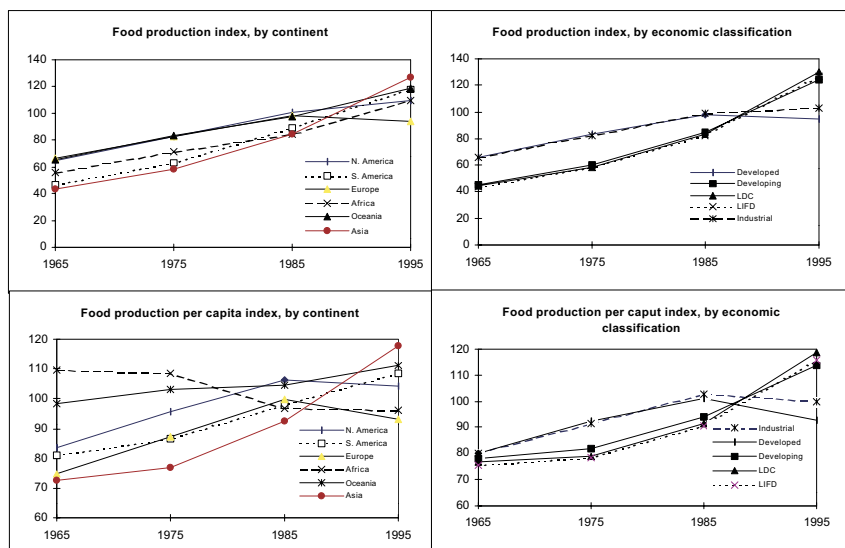 Food production index, by continent
140
120
100
80
60
40
20
0
1965 1975 1985 1995
N. America
S. America
Europe
Africa
Oceania
Asia
Food production index, by economic classification
140
120
100
80
60
40
20
0
1965 1975 1985 1995
Developed
Developing
LDC
LIFD
Industrial
Food production per capita index, by continent
120
110
100
90
80
70
60
1965 1975 1985 1995
N. America
S. America
Europe
Africa
Oceania
Asia
Food production per caput index, by economic
classification
120
110
100
90
80
70
60
1965 1975 1985 1995
Industrial
Developed
Developing
LDC
LIFD